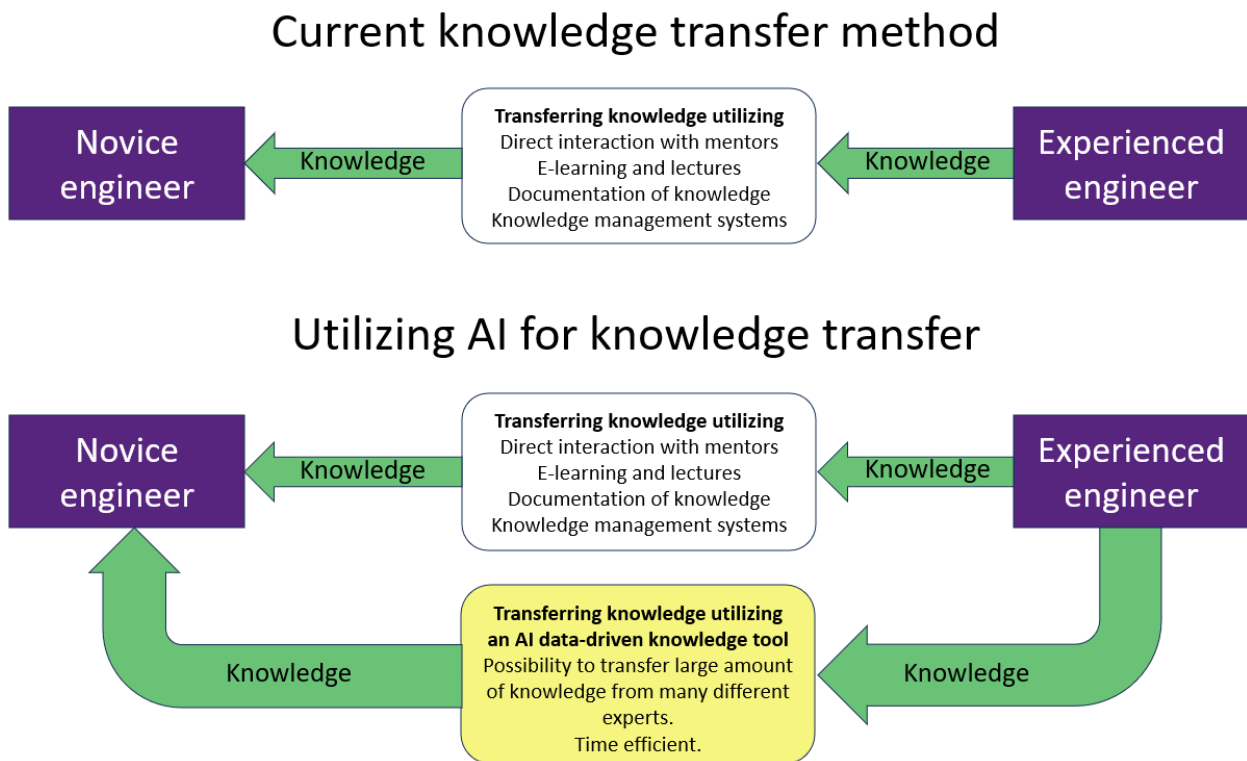 Current knowledge transfer method
Novice
engineer
Knowledge
Transferring knowledge utilizing
Direct interaction with mentors
E-learning and lectures
Documentation of knowledge
Knowledge management systems
Knowledge
Experienced
engineer
Utilizing AI for knowledge transfer
Novice
engineer
Knowledge
Transferring knowledge utilizing
Direct interaction with mentors
E-learning and lectures
Documentation of knowledge
Knowledge management systems
Knowledge
Experienced
engineer
Knowledge
Transferring knowledge utilizing
an AI data-driven knowledge tool
Possibility to transfer large amount
of knowledge from many different
experts.
Time efficient.
Knowledge